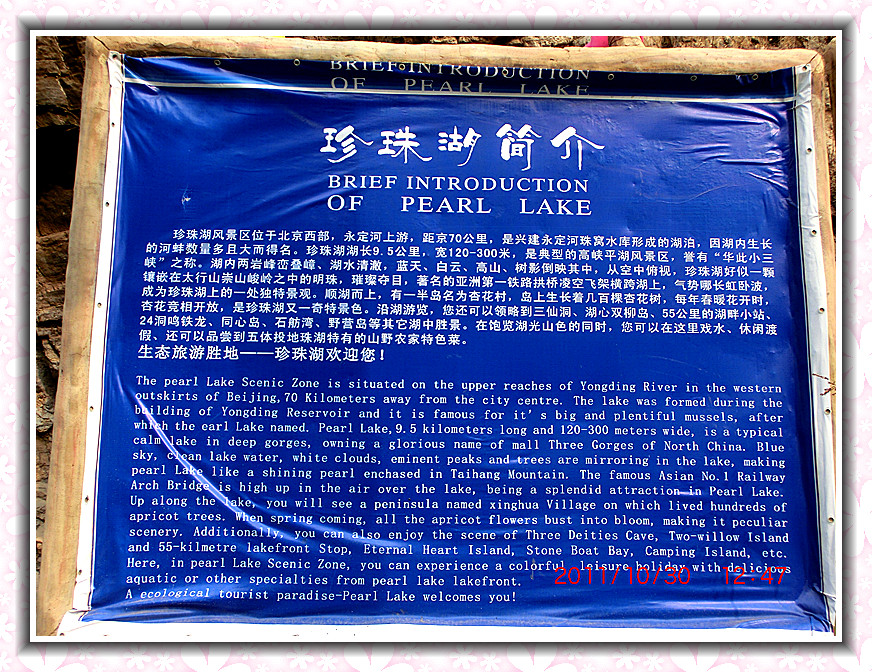 BRIEF INTRODUCTION
OF PEARL LAKE
珍珠湖简介
BRIEF INTRODUCTION
OF PEARL LAKE
珍珠湖风景区位于北京西部，永定河上游，距京70公里，是兴建永定河珠窝水库形成的湖泊，因湖内生长
的河蚌数量多且大而得名。珍珠湖湖长9.5公里，宽120-300米，是典型的高峡平湖风景区，誉有“华北小三
峡”之称。湖内两岩峰峦叠嶂、湖水清澈，蓝天、白云、高山、树影倒映其中，从空中俯视，珍珠湖好似一颗
镶嵌在太行山崇山峻岭之中的明珠，璀璨夺目，著名的亚洲第一铁路拱桥凌空飞架横跨湖上，气势哪长虹卧波，
成为珍珠湖上的一处独特景观。顺湖而上，有一半岛名为杏花村，岛上生长着几百棵杏花树，每年春暖花开时，
杏花竞相开放，是珍珠湖又一奇特景色。沿湖游览，您还可以领略到三仙洞、湖心双柳岛、55公里的湖畔小站、
24洞鸣铁龙、同心岛、石舫湾、野营岛等其它湖中胜景。在饱览湖光山色的同时，您可以在这里戏水、休闲渡
假、还可以品尝到五体投地珠湖特有的山野农家特色菜。
生态旅游胜地——珍珠湖欢迎您！
The pearl Lake Scenic Zone is situated on the upper reaches of Yongding River in the western
outskirts of Beijing,70 Kilometers away from the city centre. The lake was formed during the
building of Yongding Reservoir and it is famous for it's big and plentiful mussels, after
which the earl Lake named. Pearl Lake,9.5 kilometers long and 120-300 meters wide, is a typical
calm lake in deep gorges, owning a glorious name of mall Three Gorges of North China. Blue
sky, clean lake water, white clouds, eminent peaks and trees are mirroring in the lake, making
pearl Lake like a shining pearl enchased in Taihang Mountain. The famous Asian No.1 Railway
Arch Bridge is high up in the air over the lake, being a splendid attraction in Pearl Lake.
Up along the lake, you will see a peninsula named xinghua Village on which lived hundreds of
apricot trees. When spring coming, all the apricot flowers bust into bloom, making it peculiar
scenery. Additionally, you can also enjoy the scene of Three Deities Cave, Two-willow Island
and 55-kilmetre lakefront Stop, Eternal Heart Island, Stone Boat Bay, Camping Island, etc.
Here, in pearl Lake Scenic Zone, you can experience a colorful, leisure holiday with delicious
aquatic or other specialties from pearl lake lakefront.
A ecological tourist paradise-Pearl Lake welcomes you!
2011/10/30 12:47